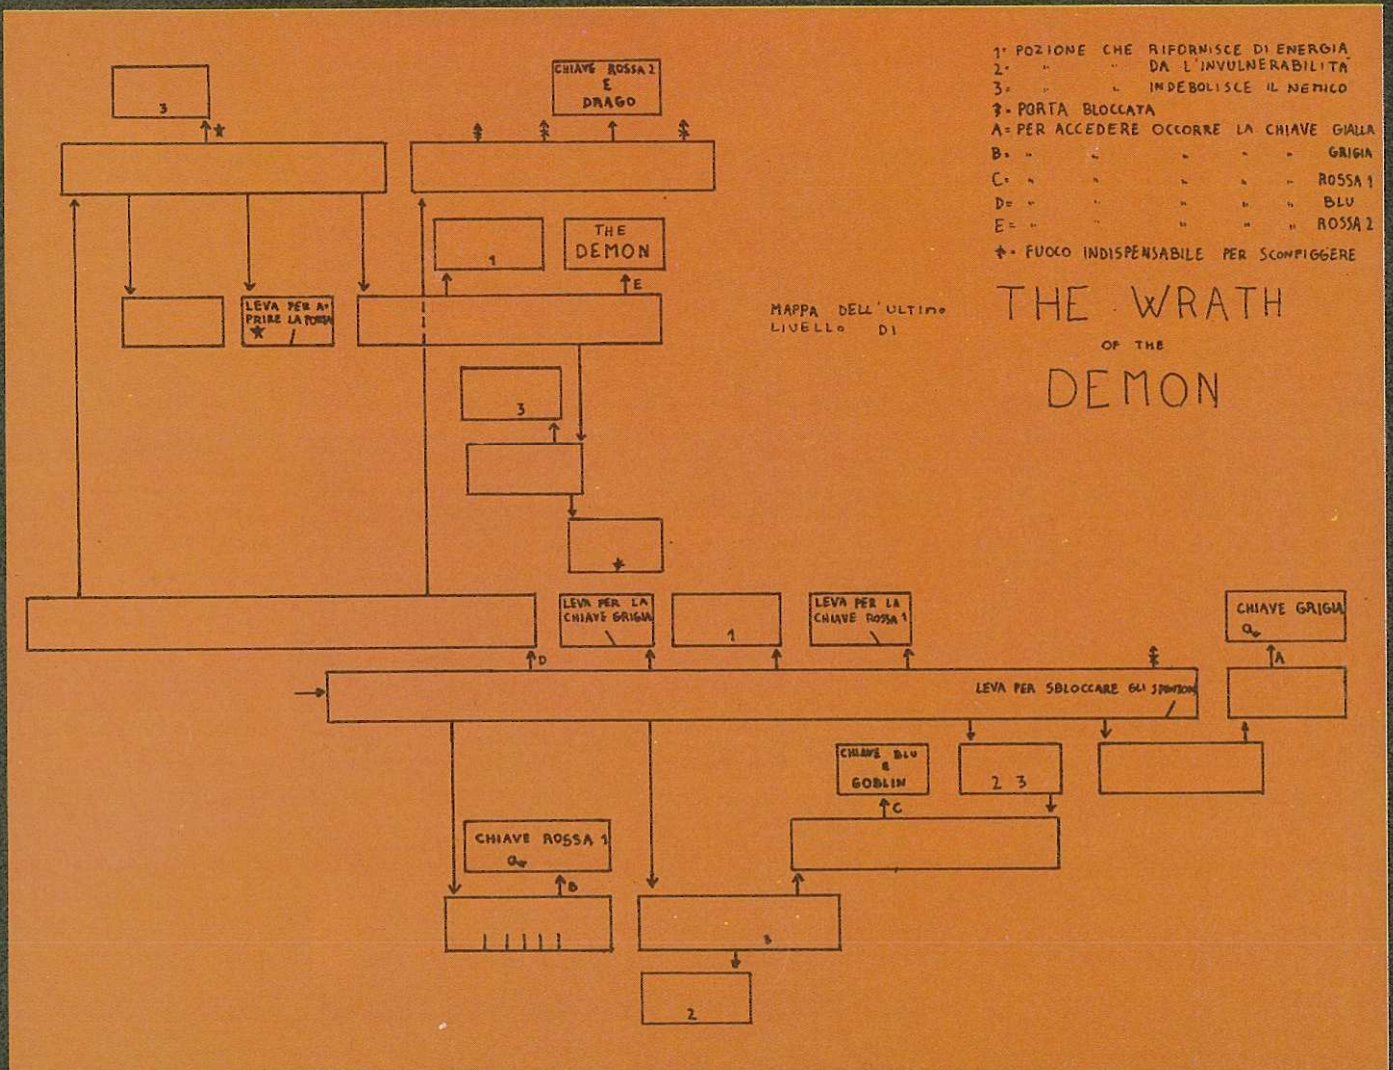 1= POZIONE CHE RIFORNISCE DI ENERGIA
2= " " DA L'INVULNERABILITA'
3= " " INDEBOLISCE IL NEMICO
PORTA BLOCCATA
A= PER ACCEDERE OCCORRE LA CHIAVE GIALLA
B= " " " " " GRIGIA
C= " " " " " ROSSA 1
D= " " " " " BLU
E= " " " " " ROSSA 2
FUOCO INDISPENSABILE PER SCONFIGGERE
THE WRATH
OF THE
DEMON
MAPPA DELL'ULTIMO
LIVELLO DI
3
CHIAVE ROSSA 2
E
DRAGO
1
THE
DEMON
E
LEVA PER A-
PRIRE LA PORTA
3
LEVA PER LA
CHIAVE GRIGIA
1
LEVA PER LA
CHIAVE ROSSA 1
CHIAVE GRIGIA
D
A
LEVA PER SBLOCCARE GLI SPUNTONI
CHIAVE BLU
E
GOBLIN
2 3
C
CHIAVE ROSSA 1
B
2